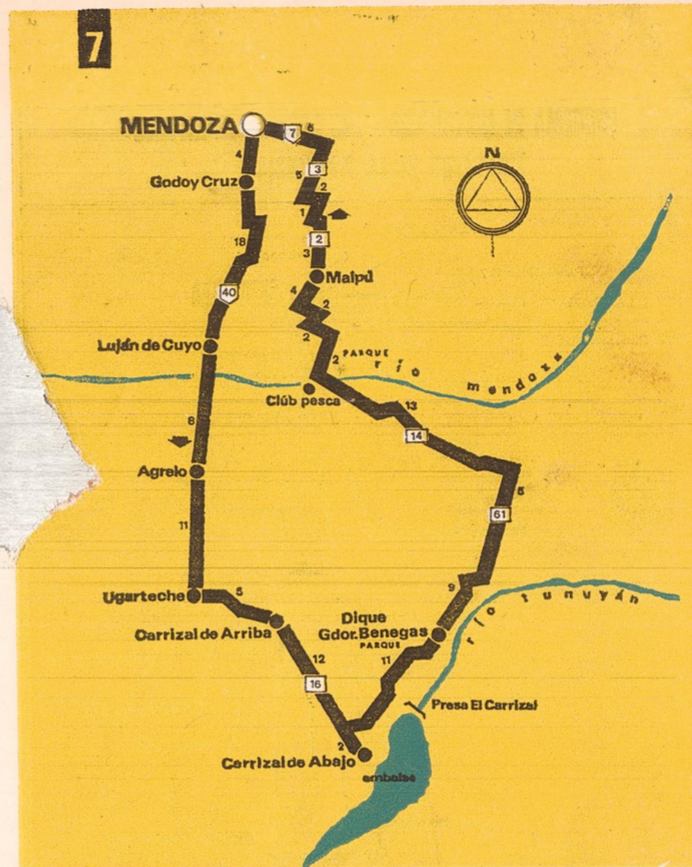 7
MENDOZA
7
6
N
4
Godoy Cruz
5
3
2
1
18
2
3
40
Maipú
4
2
2
Luján de Cuyo
2
PARQUE
río mendoza
Clúb pesca
13
14
8
Agrelo
5
61
11
Ugarteche
5
9
río tunuyán
Carrizal de Arriba
Dique
Gdor. Benegas
PARQUE
12
11
16
Presa El Carrizal
2
Carrizal de Abajo
embalse